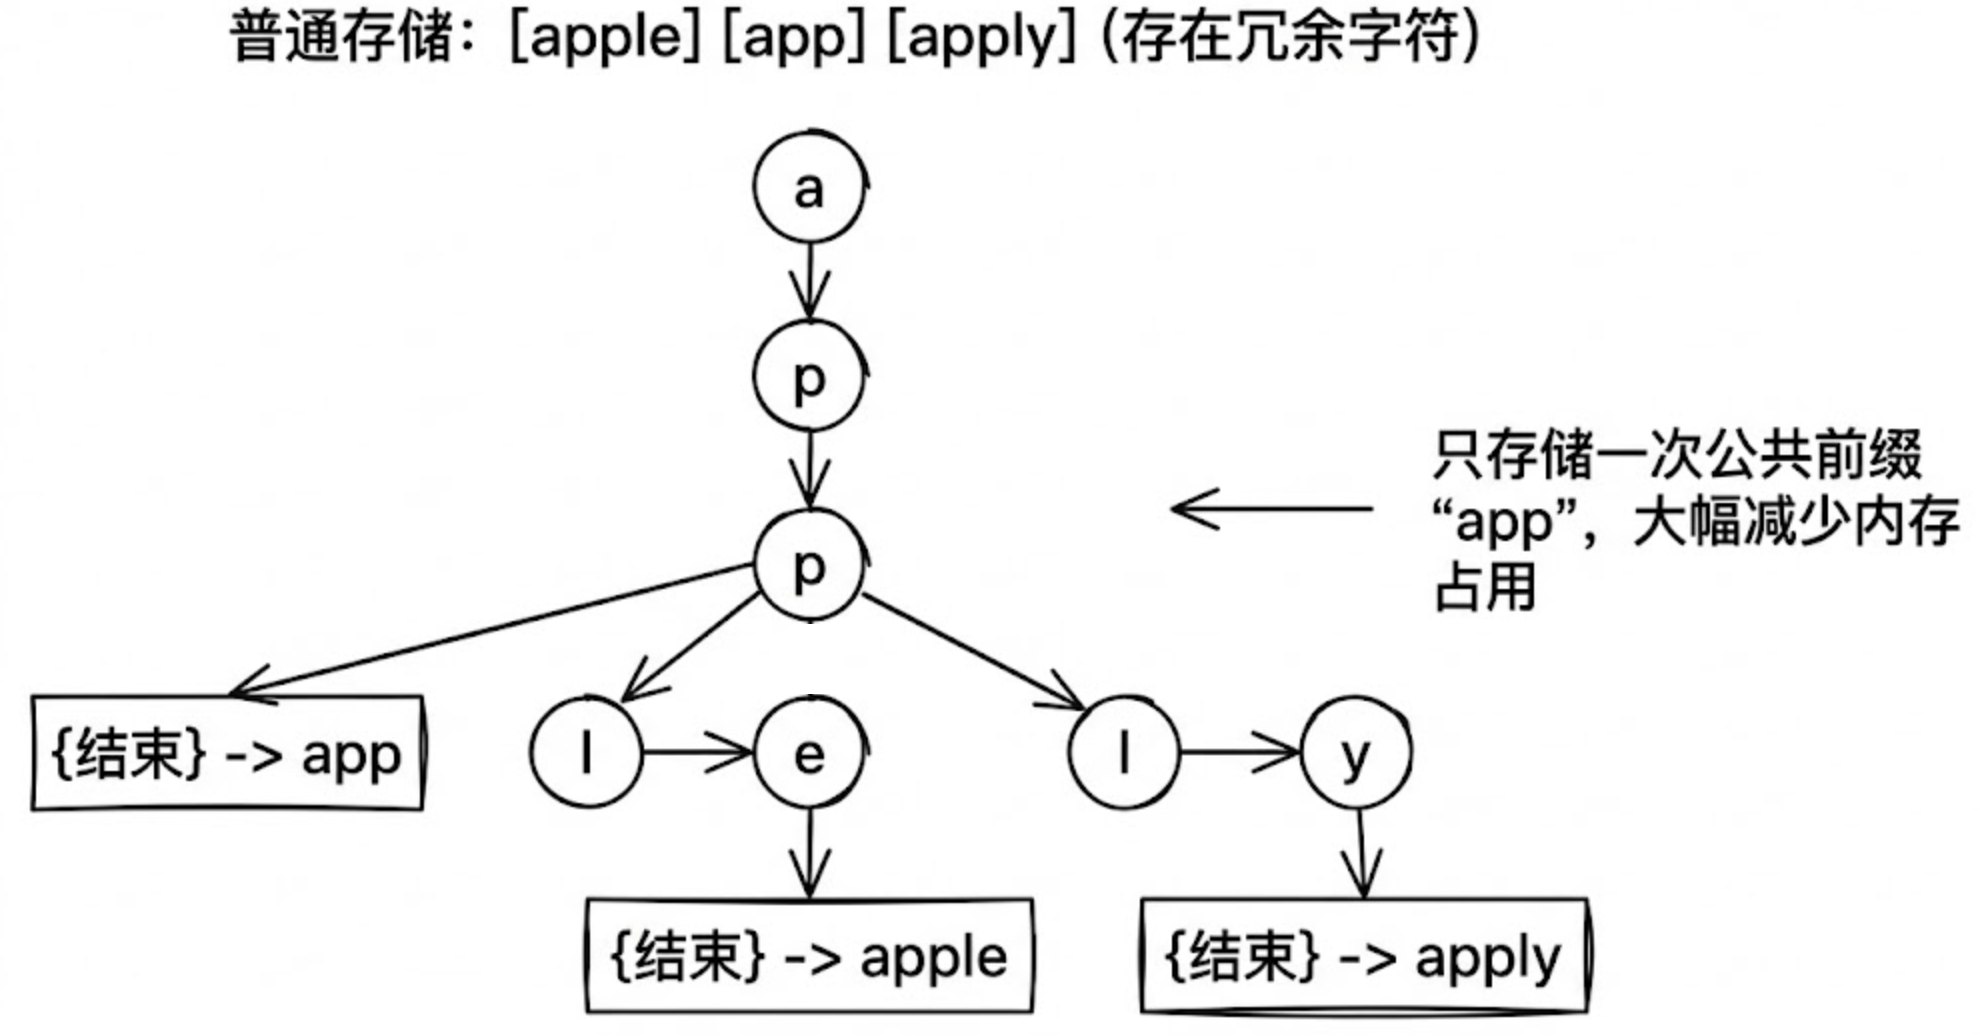 普通存储：[apple] [app] [apply] (存在冗余字符)
a
p
只存储一次公共前缀
“app”，大幅减少内存
占用
p
{结束} -> app
l
e
l
y
{结束} -> apple
{结束} -> apply